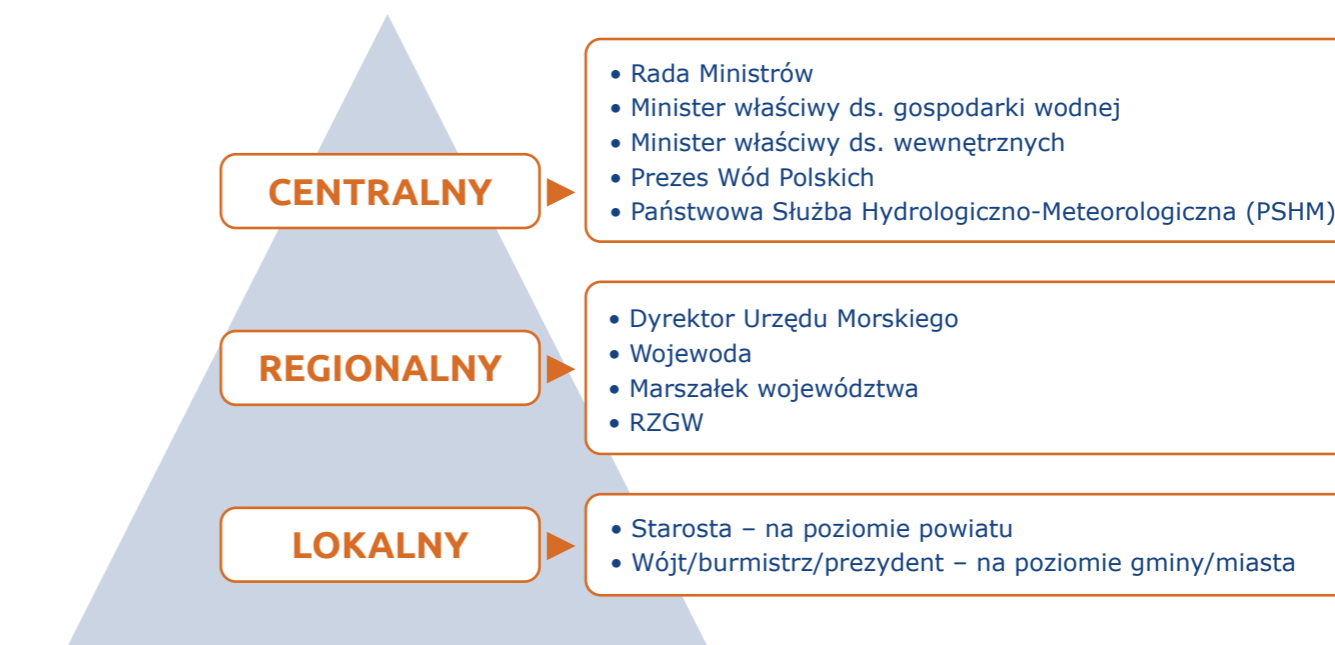 CENTRALNY
• Rada Ministrów
• Minister właściwy ds. gospodarki wodnej
• Minister właściwy ds. wewnętrznych
• Prezes Wód Polskich
• Państwowa Służba Hydrologiczno-Meteorologiczna (PSHM)
REGIONALNY
• Dyrektor Urzędu Morskiego
• Wojewoda
• Marszałek województwa
• RZGW
LOKALNY
• Starosta – na poziomie powiatu
• Wójt/burmistrz/prezydent – na poziomie gminy/miasta